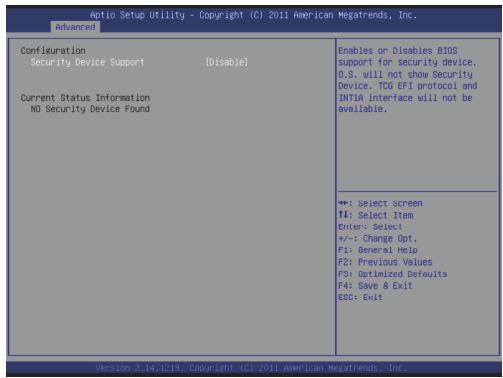 Aptio Setup Utility - Copyright (C) 2011 American Megatrends, Inc.
Advanced
Configuration
Security Device Support [Disable]
Current Status Information
NO Security Device Found
Enables or Disables BIOS
support for security device.
O.S. will not show Security
Device. TCG EFI protocol and
INT1A interface will not be
available.
→←: Select Screen
↑↓: Select Item
Enter: Select
+/-: Change Opt.
F1: General Help
F2: Previous Values
F3: Optimized Defaults
F4: Save & Exit
ESC: Exit
Version 2.14.1219. Copyright (C) 2011 American Megatrends, Inc.